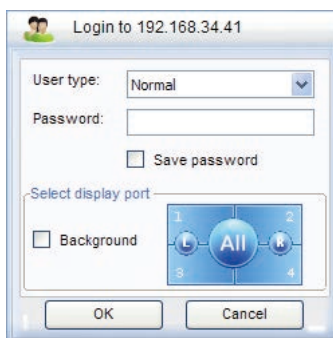 Login to 192.168.34.41
User type: Normal
Password:
Save password
Select display port
Background
1 2
L All R
3 4
OK Cancel